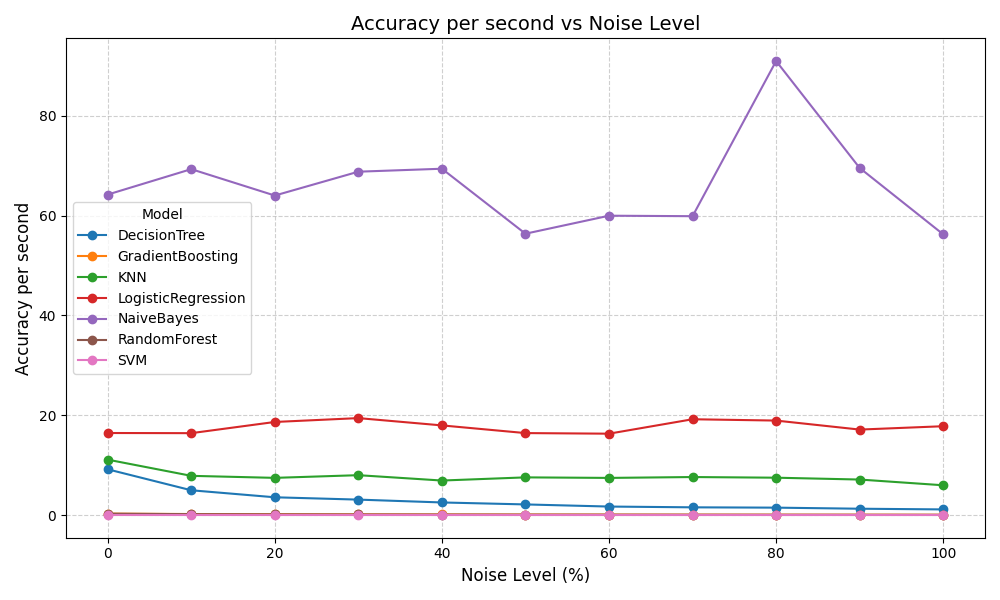 Accuracy per second vs Noise Level
Accuracy per second
80
60
40
20
0
Model
DecisionTree
GradientBoosting
KNN
LogisticRegression
NaiveBayes
RandomForest
SVM
0 20 40 60 80 100
Noise Level (%)